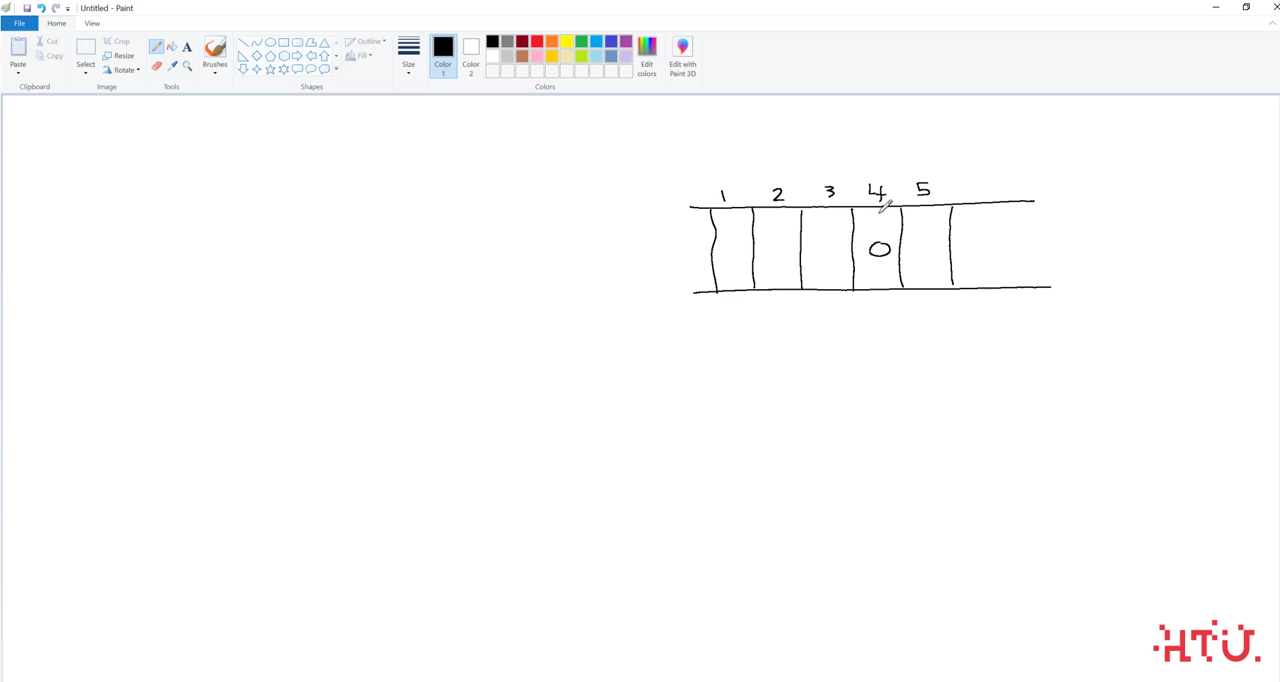 Untitled - Paint
File Home View
Paste
Cut
Copy
Clipboard
Select
Crop
Resize
Rotate
Image
Tools
Brushes
Shapes
Outline
Fill
Size
Color 1
Color 2
Colors
Edit colors
Edit with Paint 3D
1 2 3 4 5
0
HTU.